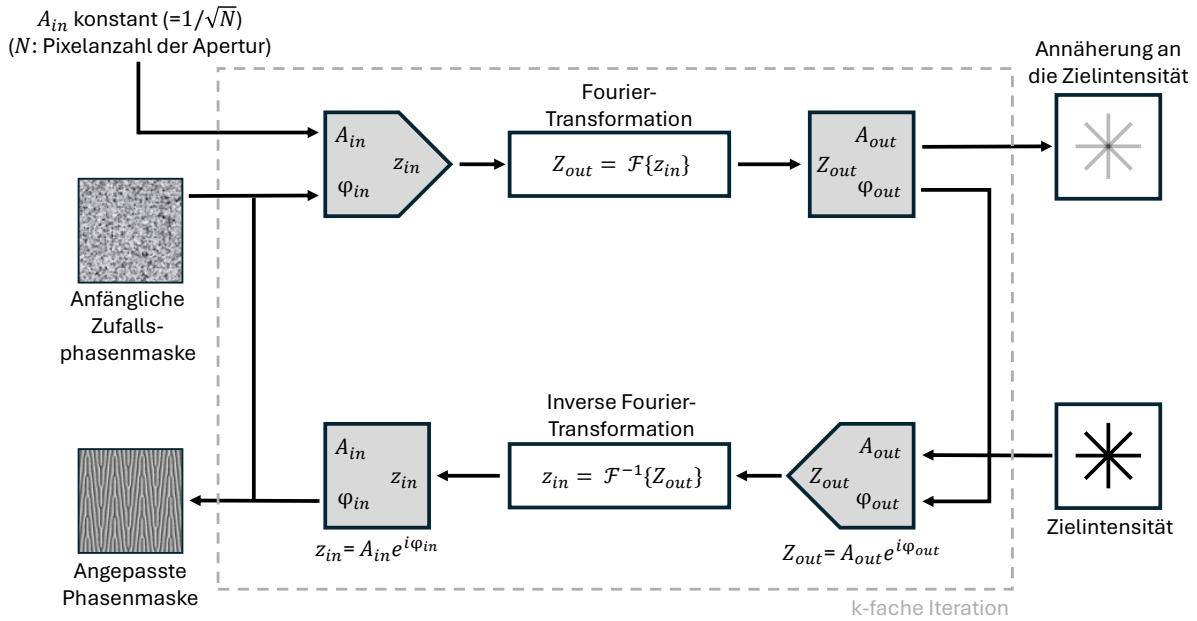 A_in konstant (=1/√N)
(N: Pixelanzahl der Apertur)
Annäherung an
die Zielintensität
Fourier-
Transformation
A_in
z_in
φ_in
Z_out = ℱ{z_in}
A_out
Z_out
φ_out
Anfängliche
Zufalls-
phasenmaske
Inverse Fourier-
Transformation
A_in
z_in
φ_in
z_in = ℱ⁻¹{Z_out}
A_out
Z_out
φ_out
z_in = A_in e^{iφ_in}
Z_out = A_out e^{iφ_out}
Zielintensität
Angepasste
Phasenmaske
k-fache Iteration